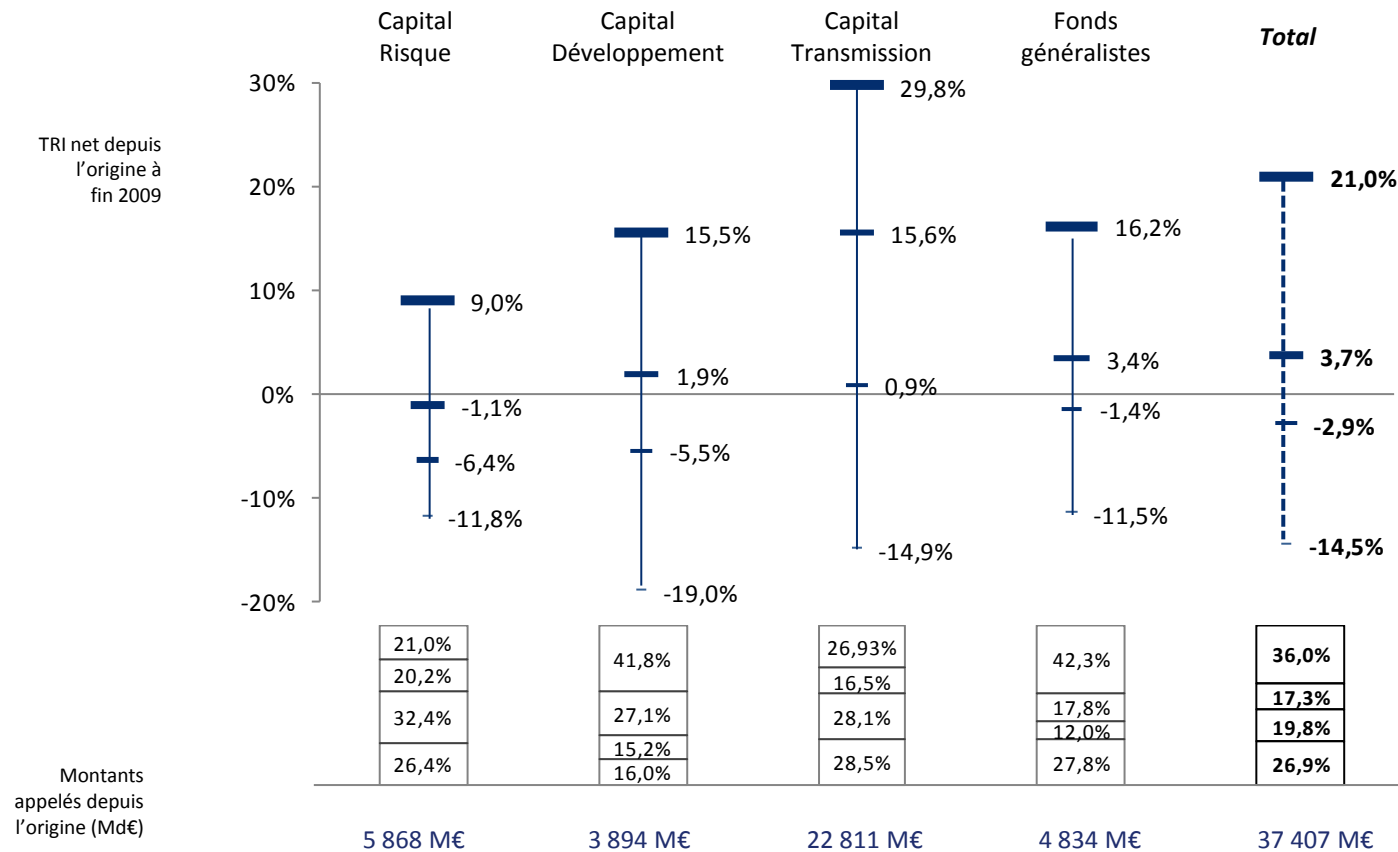 Capital
Risque
Capital
Développement
Capital
Transmission
Fonds
généralistes
Total
TRI net depuis
l'origine à
fin 2009
30%
20%
10%
0%
-10%
-20%
9,0%
-1,1%
-6,4%
-11,8%
15,5%
1,9%
-5,5%
-19,0%
29,8%
15,6%
0,9%
-14,9%
16,2%
3,4%
-1,4%
-11,5%
21,0%
3,7%
-2,9%
-14,5%
21,0%
20,2%
32,4%
26,4%
41,8%
27,1%
15,2%
16,0%
26,93%
16,5%
28,1%
28,5%
42,3%
17,8%
12,0%
27,8%
36,0%
17,3%
19,8%
26,9%
Montants
appelés depuis
l'origine (Md€)
5 868 M€
3 894 M€
22 811 M€
4 834 M€
37 407 M€